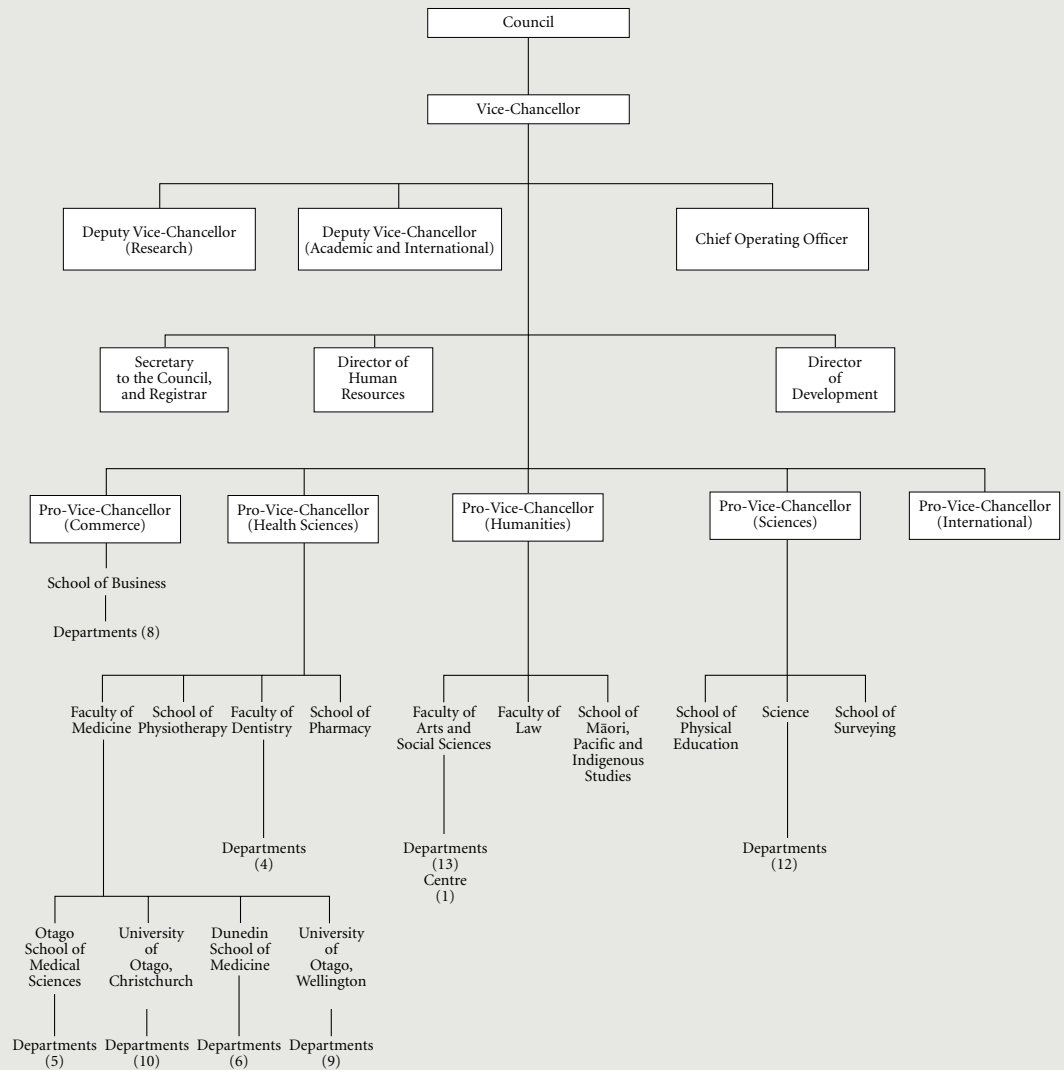 Council
Vice-Chancellor
Deputy Vice-Chancellor
(Research)
Deputy Vice-Chancellor
(Academic and International)
Chief Operating Officer
Secretary
to the Council,
and Registrar
Director of
Human
Resources
Director
of
Development
Pro-Vice-Chancellor
(Commerce)
Pro-Vice-Chancellor
(Health Sciences)
Pro-Vice-Chancellor
(Humanities)
Pro-Vice-Chancellor
(Sciences)
Pro-Vice-Chancellor
(International)
School of Business
Departments (8)
Faculty of
Medicine
School of
Physiotherapy
Faculty of
Dentistry
School of
Pharmacy
Faculty of
Arts and
Social Sciences
Faculty of
Law
School of
Māori,
Pacific and
Indigenous
Studies
School of
Physical
Education
Science
School of
Surveying
Departments
(4)
Departments
(13)
Centre
(1)
Departments
(12)
Otago
School of
Medical
Sciences
University
of
Otago,
Christchurch
Dunedin
School of
Medicine
University
of
Otago,
Wellington
Departments
(5)
Departments
(10)
Departments
(6)
Departments
(9)